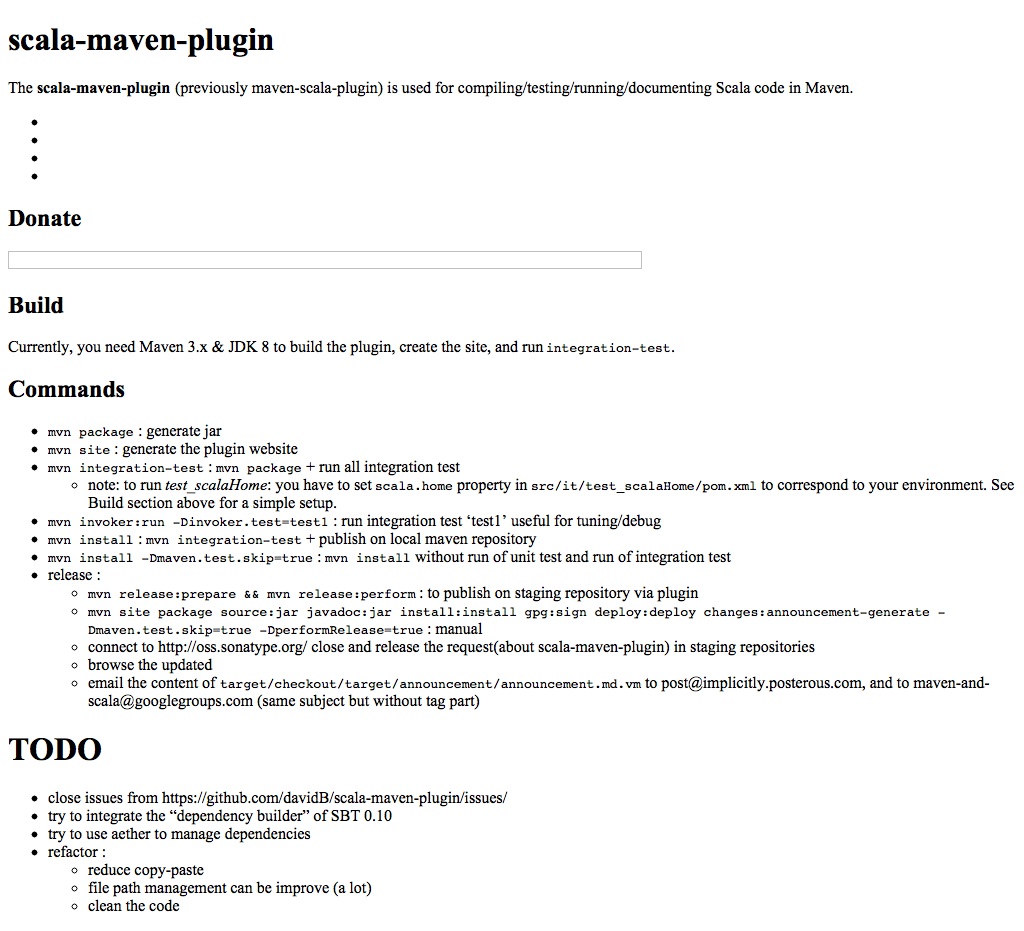 scala-maven-plugin
The scala-maven-plugin (previously maven-scala-plugin) is used for compiling/testing/running/documenting Scala code in Maven.
Donate
Build
Currently, you need Maven 3.x & JDK 8 to build the plugin, create the site, and run integration-test.
Commands
mvn package : generate jar
mvn site : generate the plugin website
mvn integration-test : mvn package + run all integration test
note: to run test_scalaHome: you have to set scala.home property in src/it/test_scalaHome/pom.xml to correspond to your environment. See
Build section above for a simple setup.
mvn invoker:run -Dinvoker.test=test1 : run integration test ‘test1’ useful for tuning/debug
mvn install : mvn integration-test + publish on local maven repository
mvn install -Dmaven.test.skip=true : mvn install without run of unit test and run of integration test
release :
mvn release:prepare && mvn release:perform : to publish on staging repository via plugin
mvn site package source:jar javadoc:jar install:install gpg:sign deploy:deploy changes:announcement-generate -
Dmaven.test.skip=true -DperformRelease=true : manual
connect to http://oss.sonatype.org/ close and release the request(about scala-maven-plugin) in staging repositories
browse the updated
email the content of target/checkout/target/announcement/announcement.md.vm to post@implicitly.posterous.com, and to maven-and-
scala@googlegroups.com (same subject but without tag part)
TODO
close issues from https://github.com/davidB/scala-maven-plugin/issues/
try to integrate the “dependency builder” of SBT 0.10
try to use aether to manage dependencies
refactor :
reduce copy-paste
file path management can be improve (a lot)
clean the code